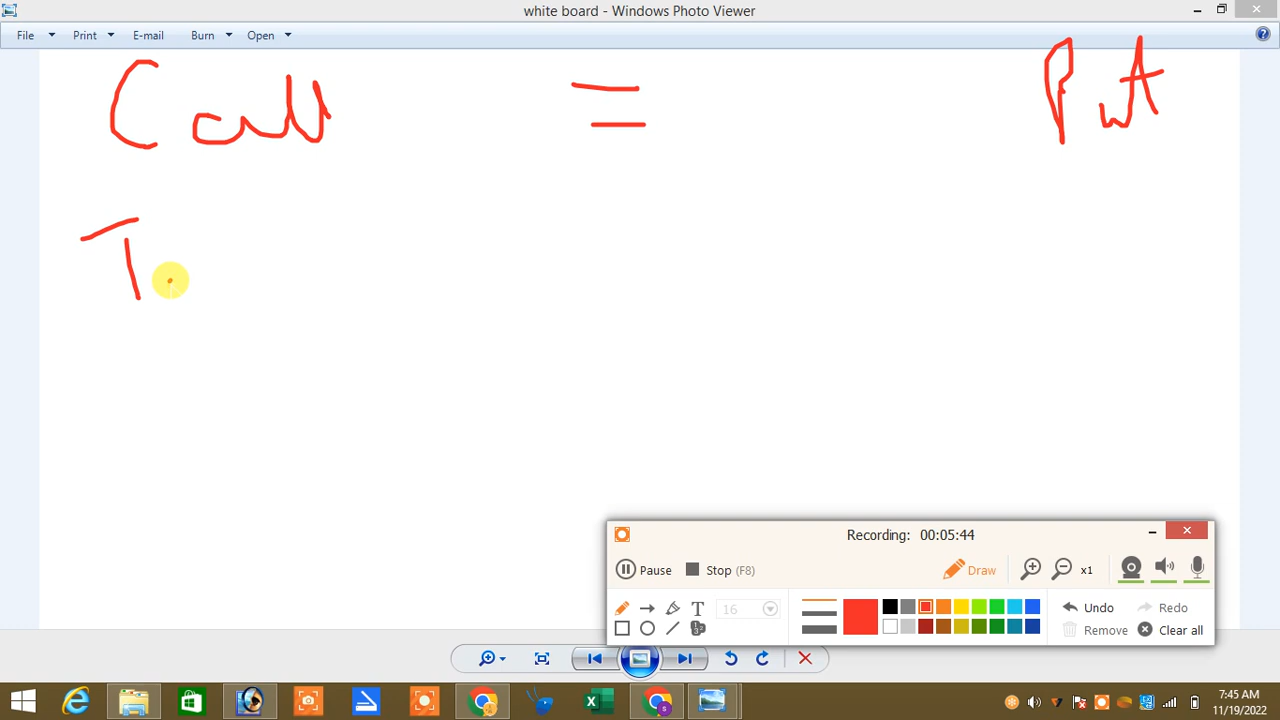 white board - Windows Photo Viewer
File Print E-mail Burn Open
Call = Put
T
Recording: 00:05:44
Pause Stop (F8) Draw x1
T 16 Undo Redo
Remove Clear all
7:45 AM
11/19/2022